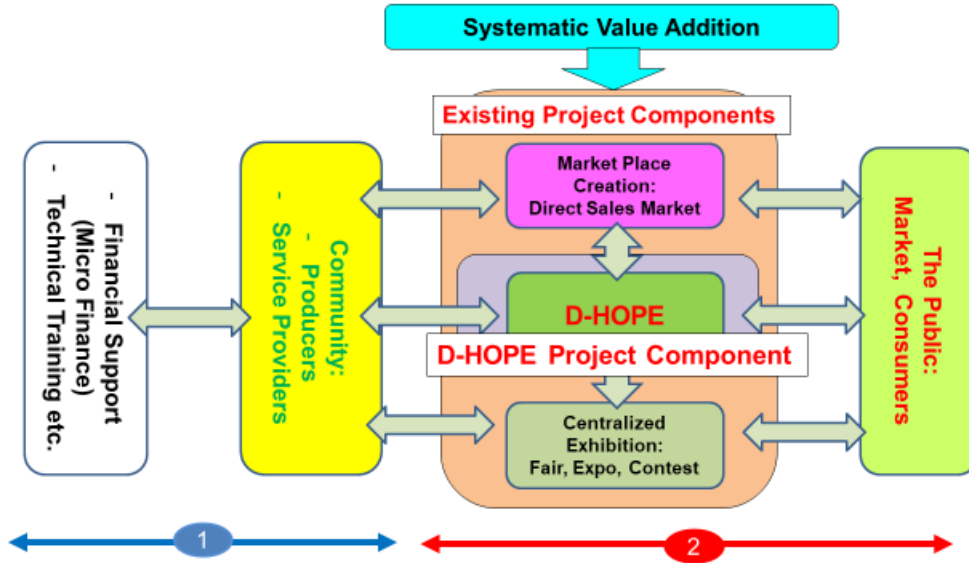 Systematic Value Addition
Existing Project Components
- Financial Support
(Micro Finance)
- Technical Training etc.
Community:
- Producers
- Service Providers
Market Place
Creation:
Direct Sales Market
D-HOPE
D-HOPE Project Component
Centralized
Exhibition:
Fair, Expo, Contest
The Public:
Market, Consumers
1
2